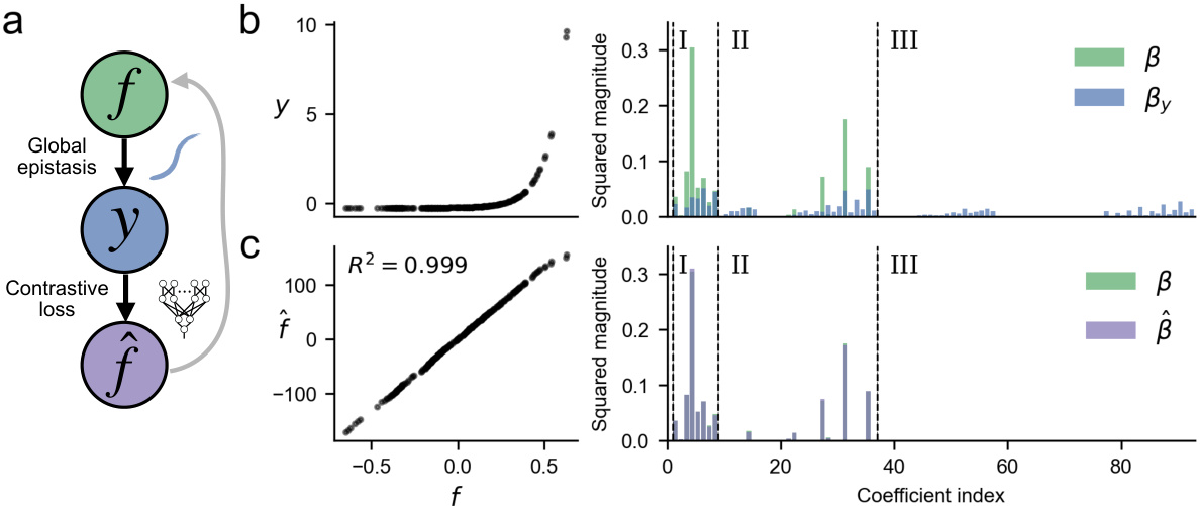 a
f
Global
epistasis
y
Contrastive
loss
f̂
b
10
5
0
y
Squared magnitude
0.3
0.2
0.1
0.0
I
II
III
β
βy
c
R² = 0.999
100
0
−100
f̂
−0.5
0.0
0.5
f
Squared magnitude
0.3
0.2
0.1
0.0
I
II
III
β
β̂
0
20
40
60
80
Coefficient index